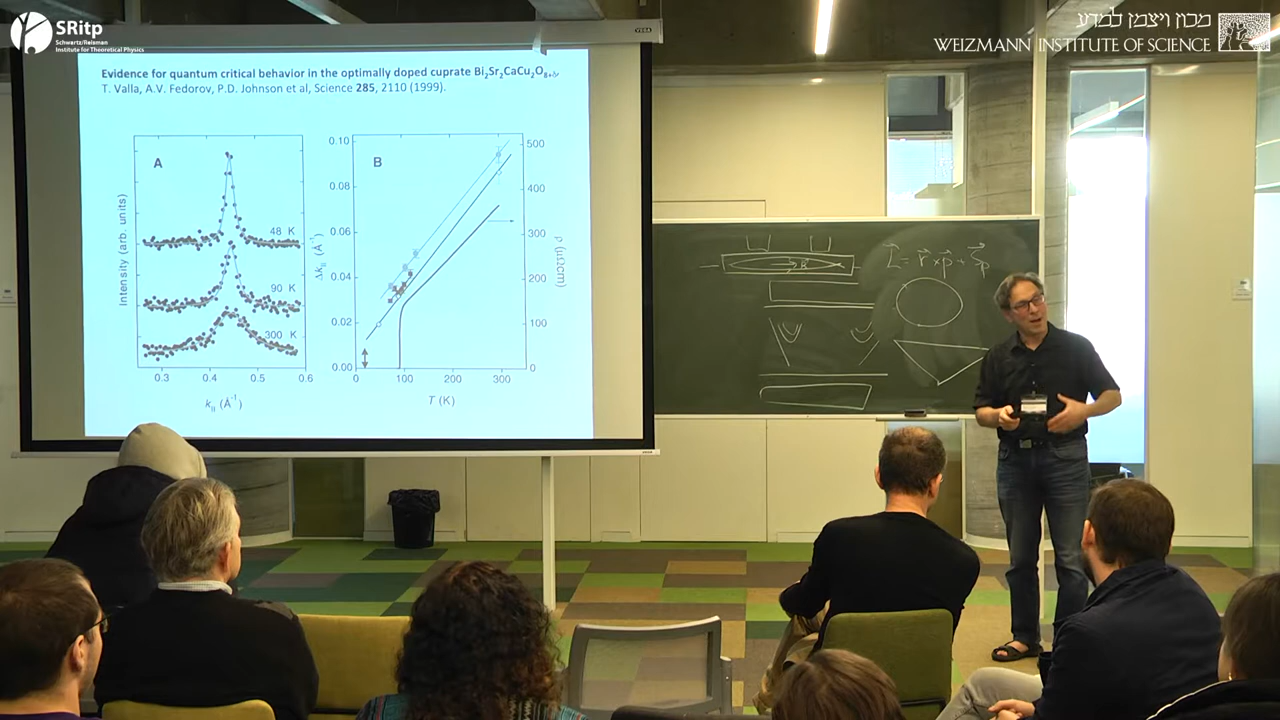 SRitp
Schwartz/Reisman
Institute for Theoretical Physics
מכון ויצמן למדע
WEIZMANN INSTITUTE OF SCIENCE
VEGA
Evidence for quantum critical behavior in the optimally doped cuprate Bi₂Sr₂CaCu₂O₈₊δ,
T. Valla, A.V. Fedorov, P.D. Johnson et al, Science 285, 2110 (1999).
A
Intensity (arb. units)
48 K
90 K
300 K
0.3 0.4 0.5 0.6
k_II (Å⁻¹)
B
Δk_II (Å⁻¹)
0.10
0.08
0.06
0.04
0.02
0.00
500
400
300
200
100
0
ρ (μΩcm)
0 100 200 300
T (K)
L⃗ = r⃗ × p⃗ + S⃗p